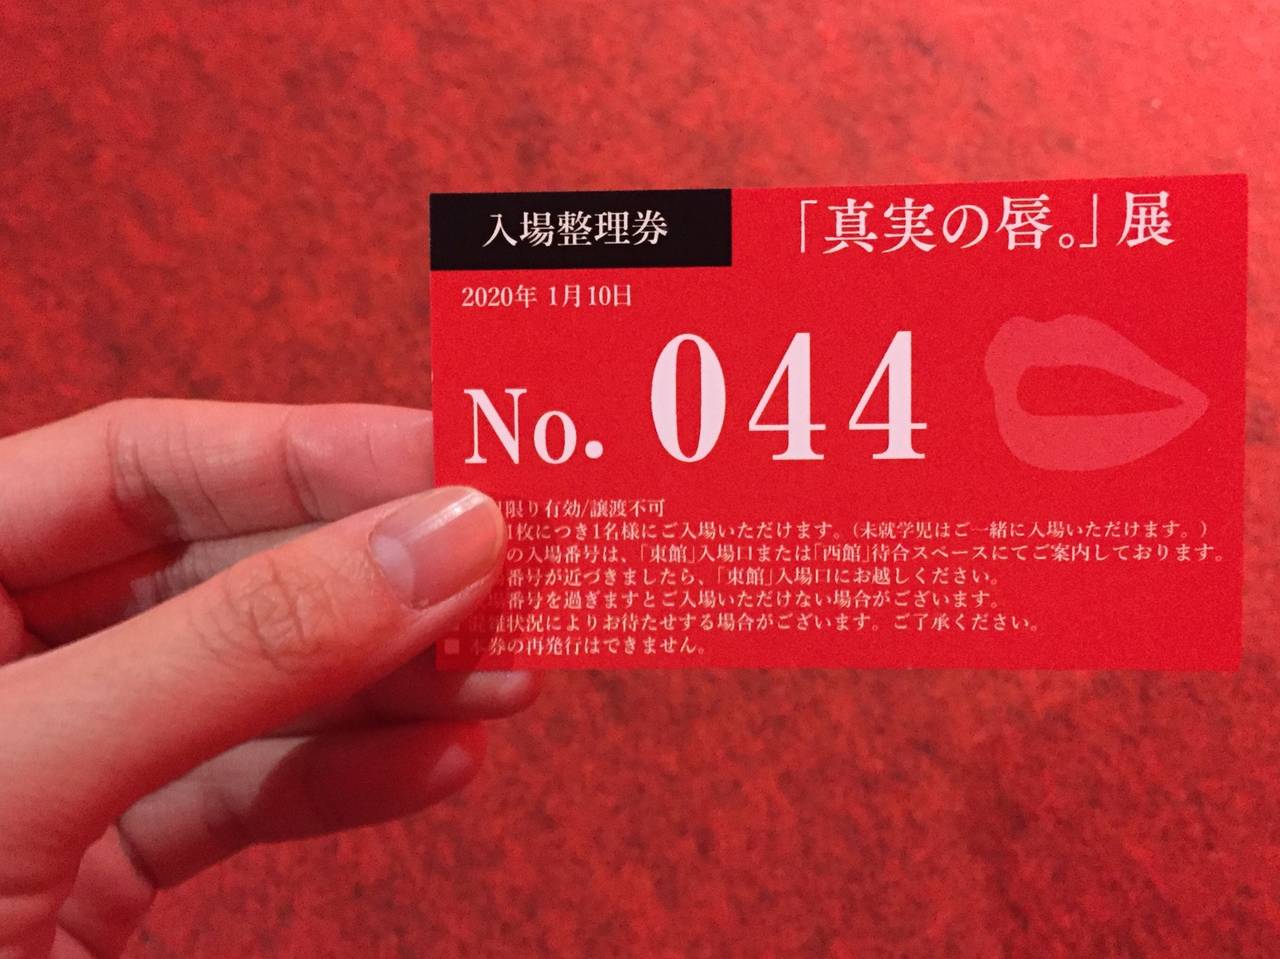 入場整理券
「真実の唇。」展
2020年 1月10日
No. 044
限り有効/譲渡不可
1枚につき1名様にご入場いただけます。(未就学児はご一緒に入場いただけます。)
の入場番号は、「東館」入場口または「西館」待合スペースにてご案内しております。
番号が近づきましたら、「東館」入場口にお越しください。
番号を過ぎますとご入場いただけない場合がございます。
■ 混雑状況によりお待たせする場合がございます。ご了承ください。
■ 本券の再発行はできません。